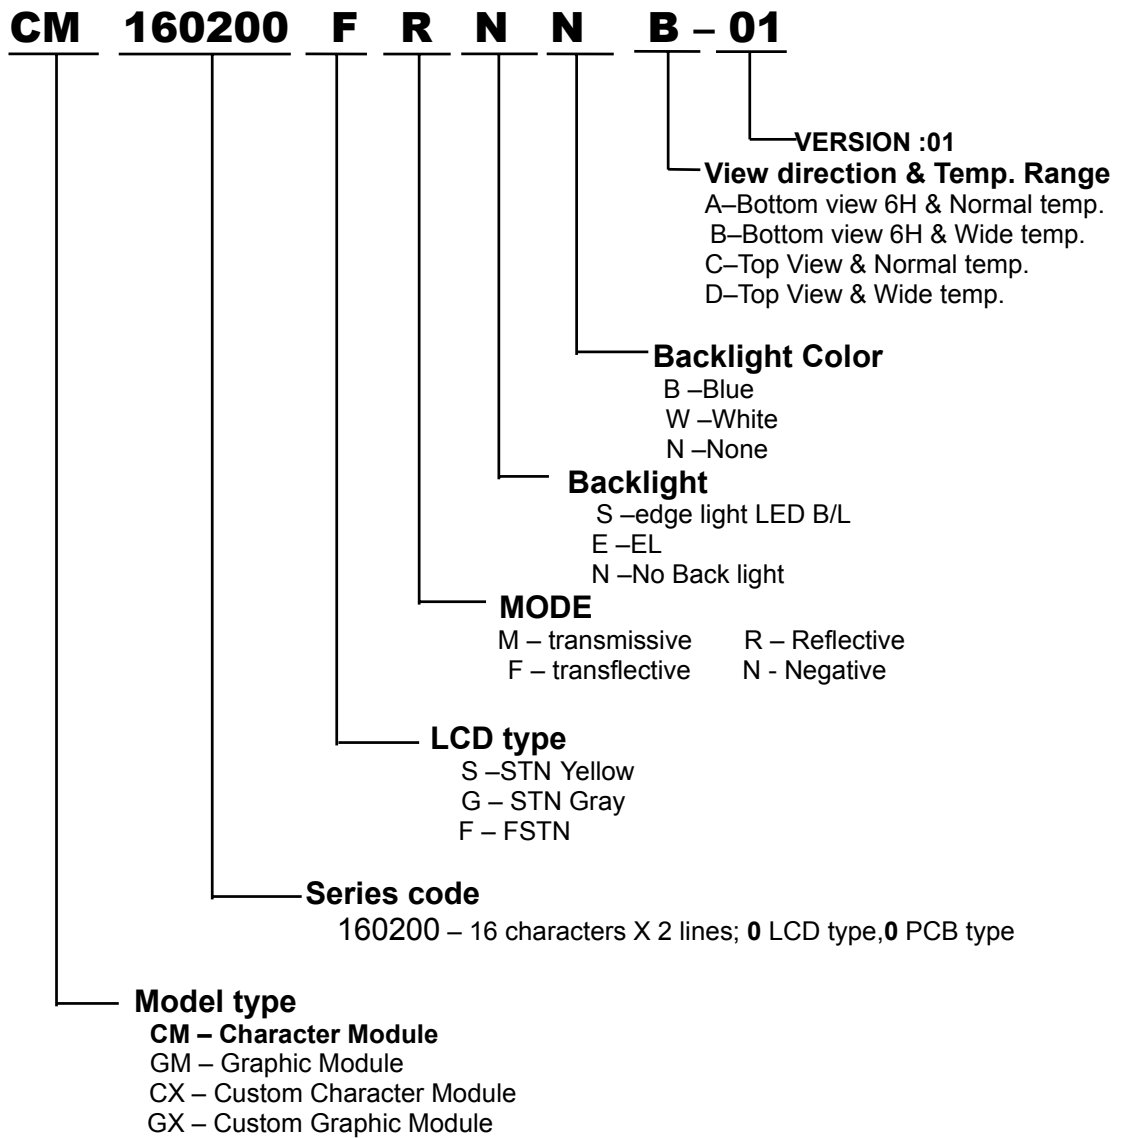 CM 160200 F R N N B – 01
VERSION :01
View direction & Temp. Range
A–Bottom view 6H & Normal temp.
B–Bottom view 6H & Wide temp.
C–Top View & Normal temp.
D–Top View & Wide temp.
Backlight Color
B –Blue
W –White
N –None
Backlight
S –edge light LED B/L
E –EL
N –No Back light
MODE
M – transmissive R – Reflective
F – transflective N - Negative
LCD type
S –STN Yellow
G – STN Gray
F – FSTN
Series code
160200 – 16 characters X 2 lines; 0 LCD type,0 PCB type
Model type
CM – Character Module
GM – Graphic Module
CX – Custom Character Module
GX – Custom Graphic Module